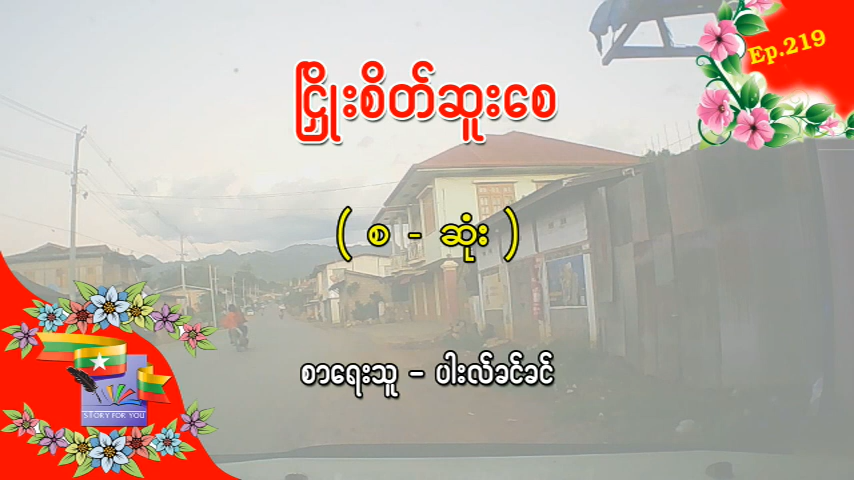 Ep.219
ငြှိုးစိတ်ဆူးစေ
( စ - ဆုံး )
စာရေးသူ - ပါးလ်ခင်ခင်
STORY FOR YOU